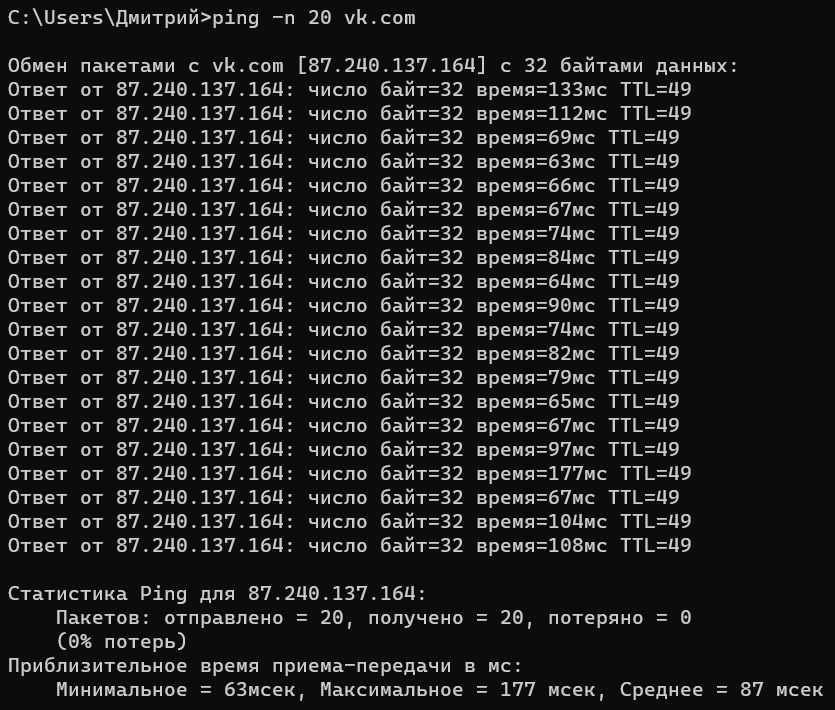 C:\Users\Дмитрий>ping -n 20 vk.com
Обмен пакетами с vk.com [87.240.137.164] с 32 байтами данных:
Ответ от 87.240.137.164: число байт=32 время=133мс TTL=49
Ответ от 87.240.137.164: число байт=32 время=112мс TTL=49
Ответ от 87.240.137.164: число байт=32 время=69мс TTL=49
Ответ от 87.240.137.164: число байт=32 время=63мс TTL=49
Ответ от 87.240.137.164: число байт=32 время=66мс TTL=49
Ответ от 87.240.137.164: число байт=32 время=67мс TTL=49
Ответ от 87.240.137.164: число байт=32 время=74мс TTL=49
Ответ от 87.240.137.164: число байт=32 время=84мс TTL=49
Ответ от 87.240.137.164: число байт=32 время=64мс TTL=49
Ответ от 87.240.137.164: число байт=32 время=90мс TTL=49
Ответ от 87.240.137.164: число байт=32 время=74мс TTL=49
Ответ от 87.240.137.164: число байт=32 время=82мс TTL=49
Ответ от 87.240.137.164: число байт=32 время=79мс TTL=49
Ответ от 87.240.137.164: число байт=32 время=65мс TTL=49
Ответ от 87.240.137.164: число байт=32 время=67мс TTL=49
Ответ от 87.240.137.164: число байт=32 время=97мс TTL=49
Ответ от 87.240.137.164: число байт=32 время=177мс TTL=49
Ответ от 87.240.137.164: число байт=32 время=67мс TTL=49
Ответ от 87.240.137.164: число байт=32 время=104мс TTL=49
Ответ от 87.240.137.164: число байт=32 время=108мс TTL=49
Статистика Ping для 87.240.137.164:
Пакетов: отправлено = 20, получено = 20, потеряно = 0
(0% потерь)
Приблизительное время приема-передачи в мс:
Минимальное = 63мсек, Максимальное = 177 мсек, Среднее = 87 мсек